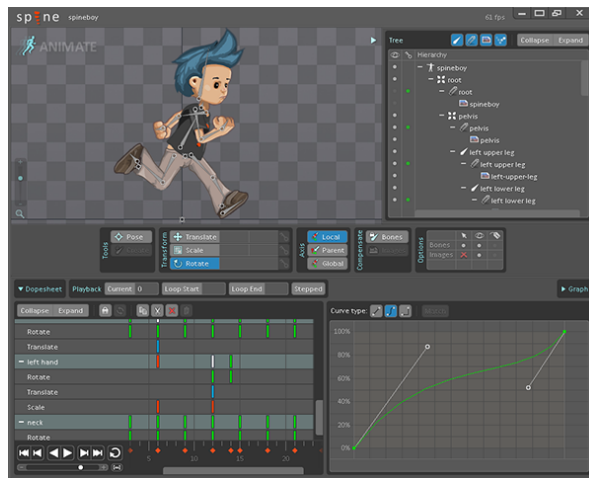 spine spineboy 61 fps
ANIMATE
Tree Collapse Expand
Hierarchy
spineboy
root
root
spineboy
pelvis
pelvis
pelvis
left upper leg
left upper leg
left-upper-leg
left lower leg
left lower leg
Tools Pose Transform Translate Axis Local Compensate Bones Options
Scale Parent Bones
Rotate Global Images
Dopesheet Playback Current 0 Loop Start Loop End Stepped Graph
Collapse Expand Curve type:
Rotate 100%
Translate
left hand 80%
Rotate 60%
Translate
Scale 40%
neck 20%
Rotate
0%
5 10 15 20